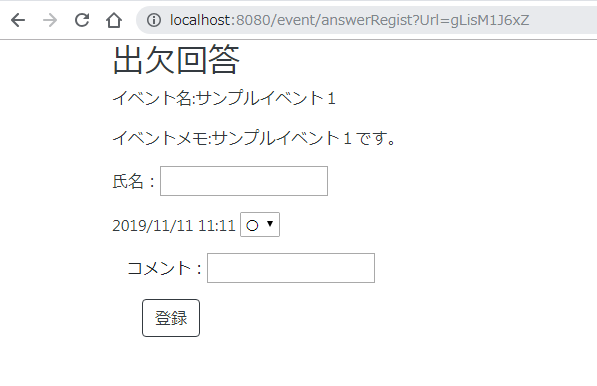 localhost:8080/event/answerRegist?Url=gLisM1J6xZ
出欠回答
イベント名:サンプルイベント１
イベントメモ:サンプルイベント１です。
氏名：
2019/11/11 11:11 ○
コメント：
登録